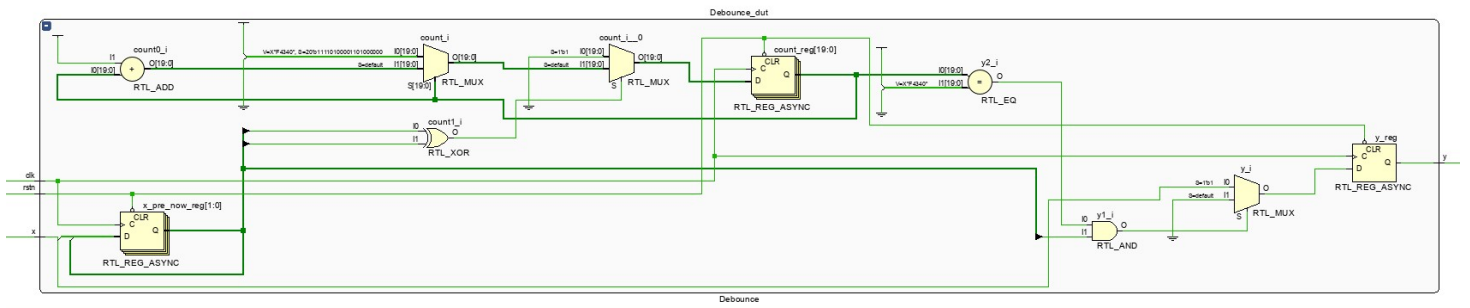 Debounce_dut
count0_i
I1
I0[19:0]
+
O[19:0]
RTL_ADD
V=X"F4240", S=20'b11110100001001000000
S=default
count_i
I0[19:0]
I1[19:0]
S[19:0]
O[19:0]
RTL_MUX
count_i__0
S=1'b1
I0[19:0]
S=default
I1[19:0]
S
O[19:0]
RTL_MUX
count_reg[19:0]
CLR
C
D
Q
RTL_REG_ASYNC
y2_i
I0[19:0]
V=X"F4240"
I1[19:0]
=
O
RTL_EQ
count1_i
I0
I1
O
RTL_XOR
clk
rstn
x
x_pre_now_reg[1:0]
CLR
C
D
Q
RTL_REG_ASYNC
y1_i
I0
I1
O
RTL_AND
y_i
S=1'b1
I0
S=default
I1
S
O
RTL_MUX
y_reg
CLR
C
D
Q
RTL_REG_ASYNC
y
Debounce